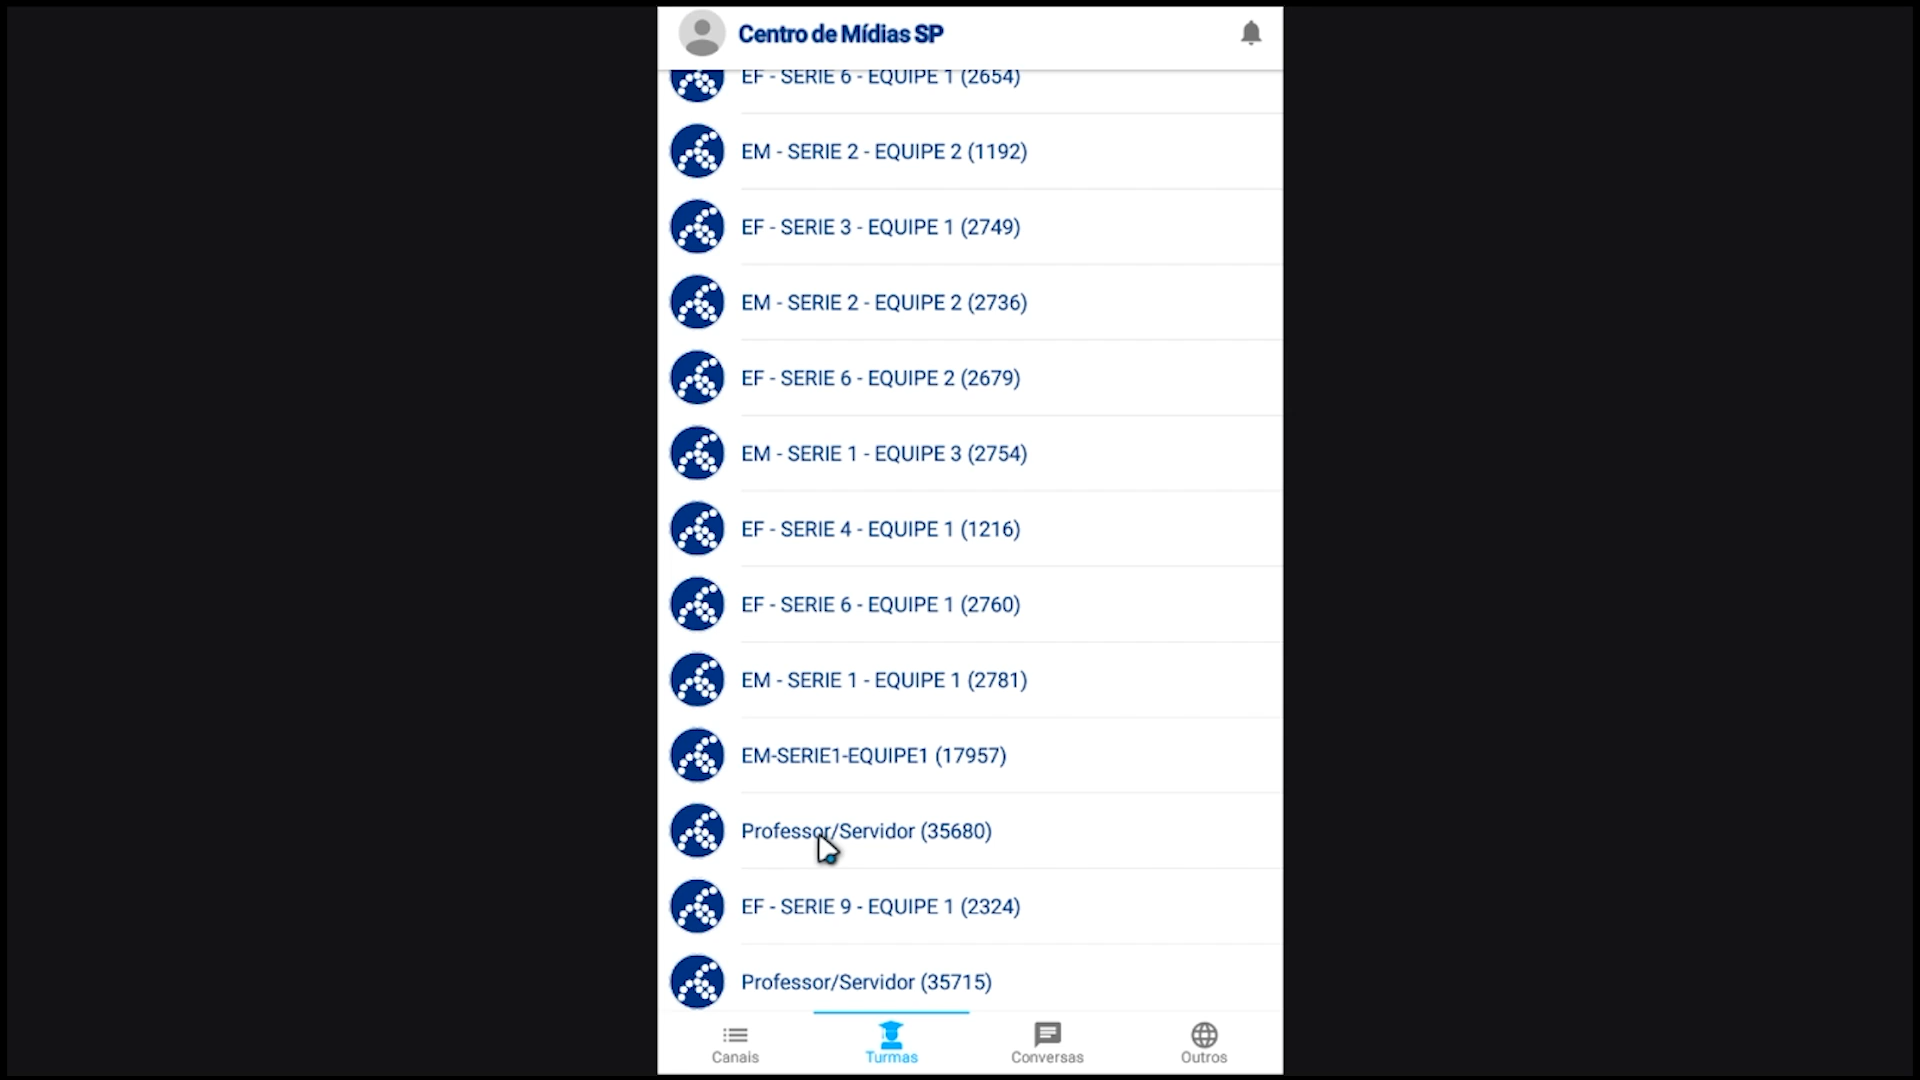 Centro de Mídias SP
EF - SERIE 6 - EQUIPE 1 (2654)
EM - SERIE 2 - EQUIPE 2 (1192)
EF - SERIE 3 - EQUIPE 1 (2749)
EM - SERIE 2 - EQUIPE 2 (2736)
EF - SERIE 6 - EQUIPE 2 (2679)
EM - SERIE 1 - EQUIPE 3 (2754)
EF - SERIE 4 - EQUIPE 1 (1216)
EF - SERIE 6 - EQUIPE 1 (2760)
EM - SERIE 1 - EQUIPE 1 (2781)
EM-SERIE1-EQUIPE1 (17957)
Professor/Servidor (35680)
EF - SERIE 9 - EQUIPE 1 (2324)
Professor/Servidor (35715)
Canais Turmas Conversas Outros